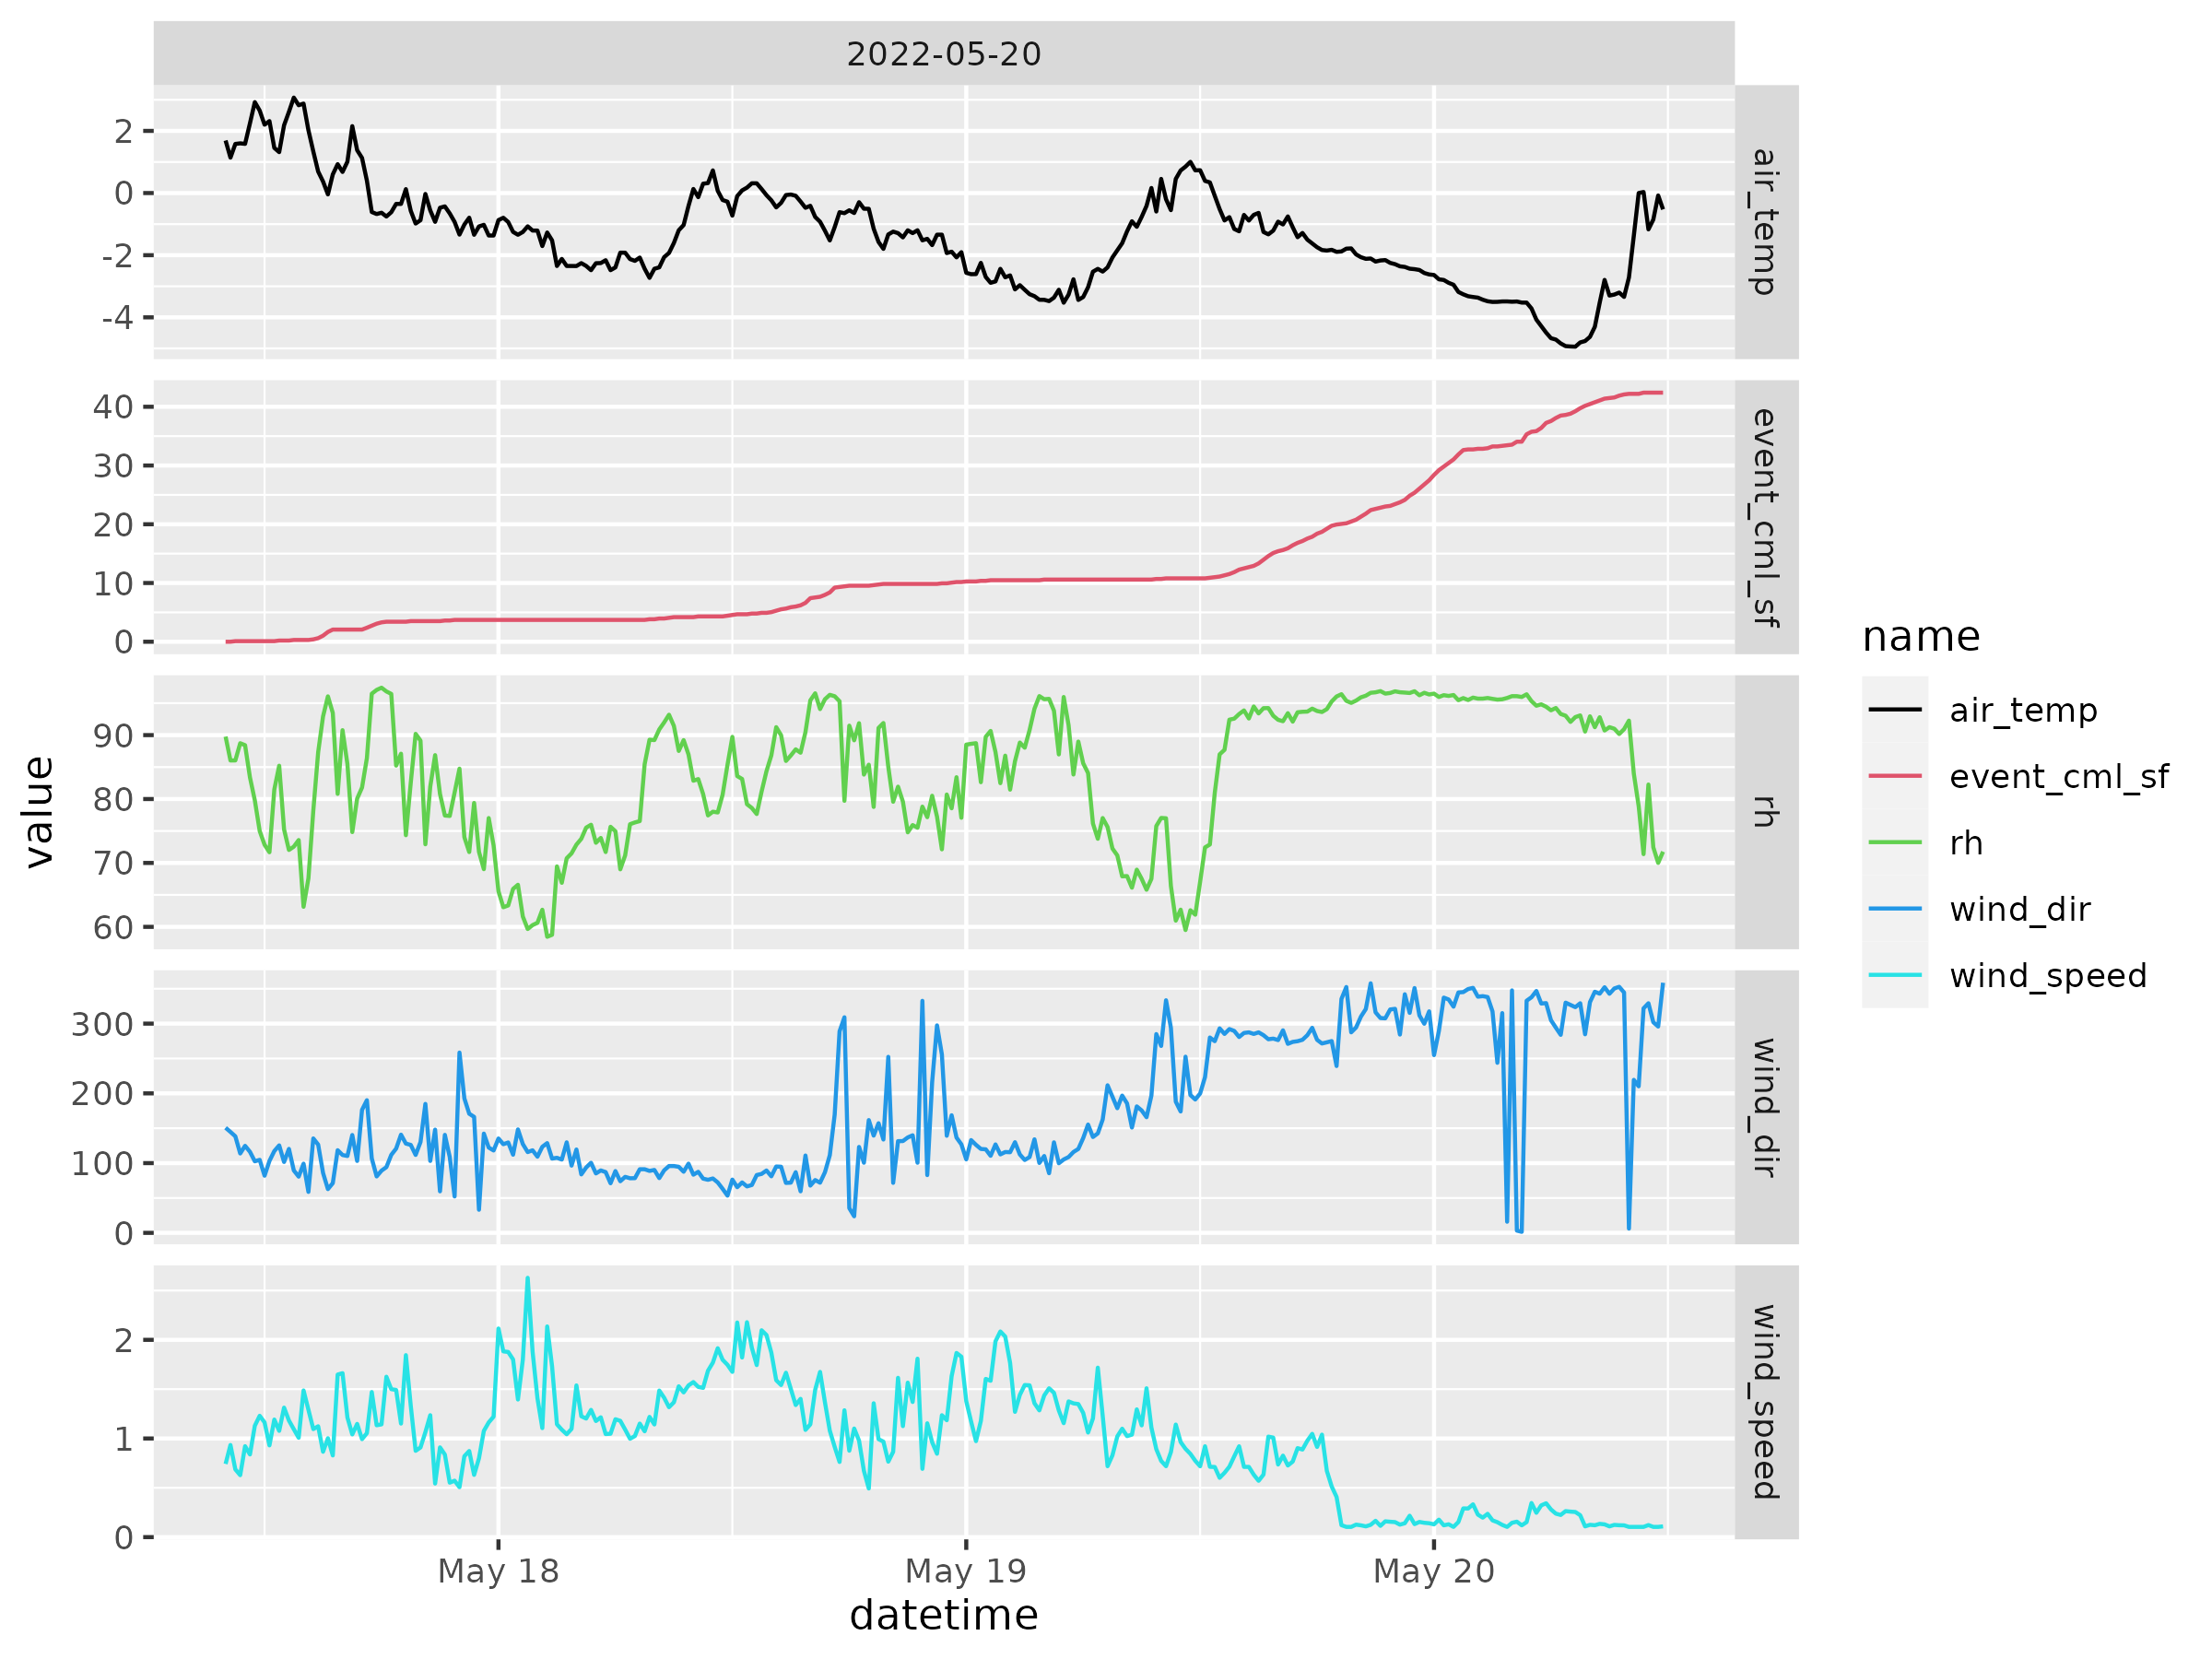 2022-05-20
2
0
-2
-4
air_temp
40
30
20
10
0
event_cml_sf
90
80
70
60
rh
300
200
100
0
wind_dir
2
1
0
wind_speed
May 18
May 19
May 20
datetime
value
name
air_temp
event_cml_sf
rh
wind_dir
wind_speed